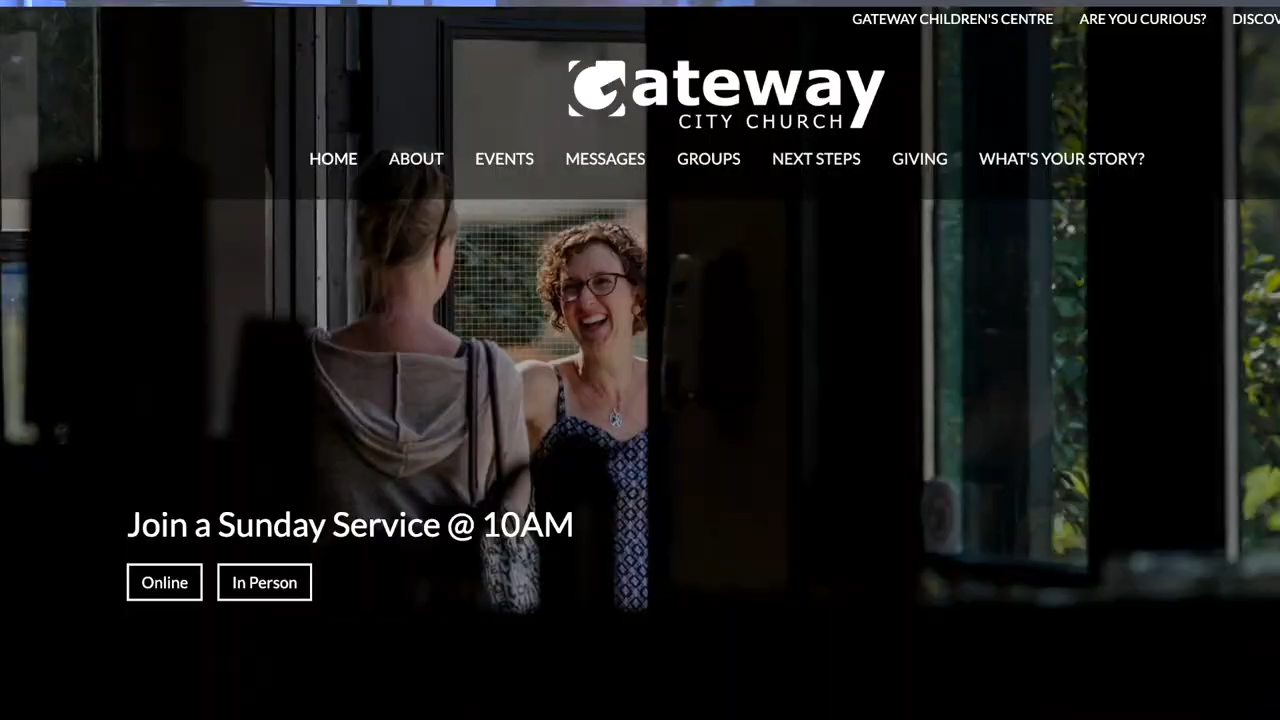 GATEWAY CHILDREN'S CENTRE ARE YOU CURIOUS? DISCOV
Gateway
CITY CHURCH
HOME ABOUT EVENTS MESSAGES GROUPS NEXT STEPS GIVING WHAT'S YOUR STORY?
Join a Sunday Service @ 10AM
Online In Person